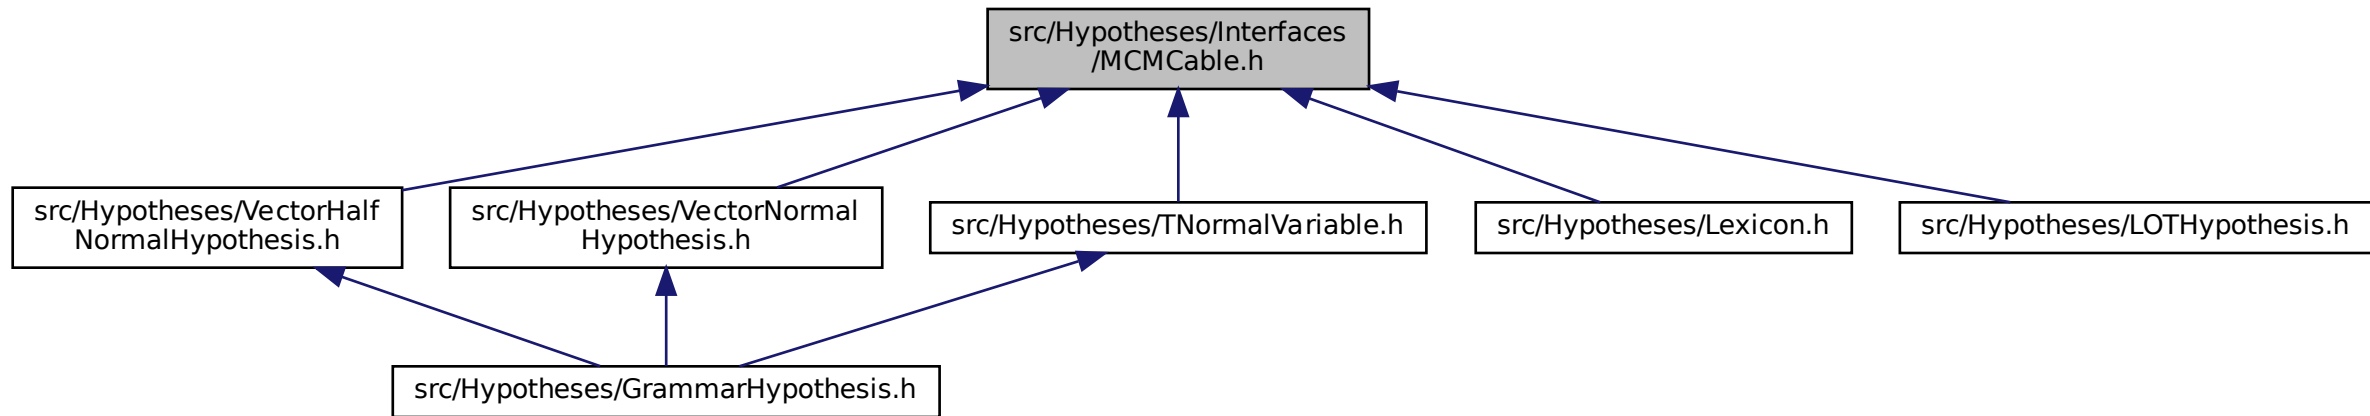 src/Hypotheses/Interfaces
/MCMCable.h
src/Hypotheses/VectorHalf
NormalHypothesis.h
src/Hypotheses/VectorNormal
Hypothesis.h
src/Hypotheses/TNormalVariable.h
src/Hypotheses/Lexicon.h
src/Hypotheses/LOTHypothesis.h
src/Hypotheses/GrammarHypothesis.h